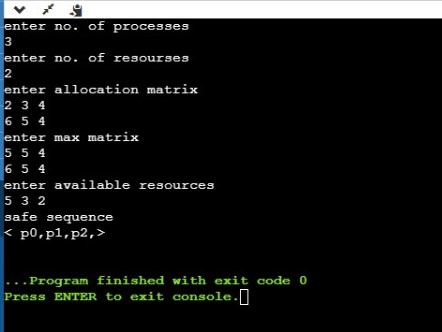 enter no. of processes
3
enter no. of resourses
2
enter allocation matrix
2 3 4
6 5 4
enter max matrix
5 5 4
6 5 4
enter available resources
5 3 2
safe sequence
< p0,p1,p2,>
...Program finished with exit code 0
Press ENTER to exit console.